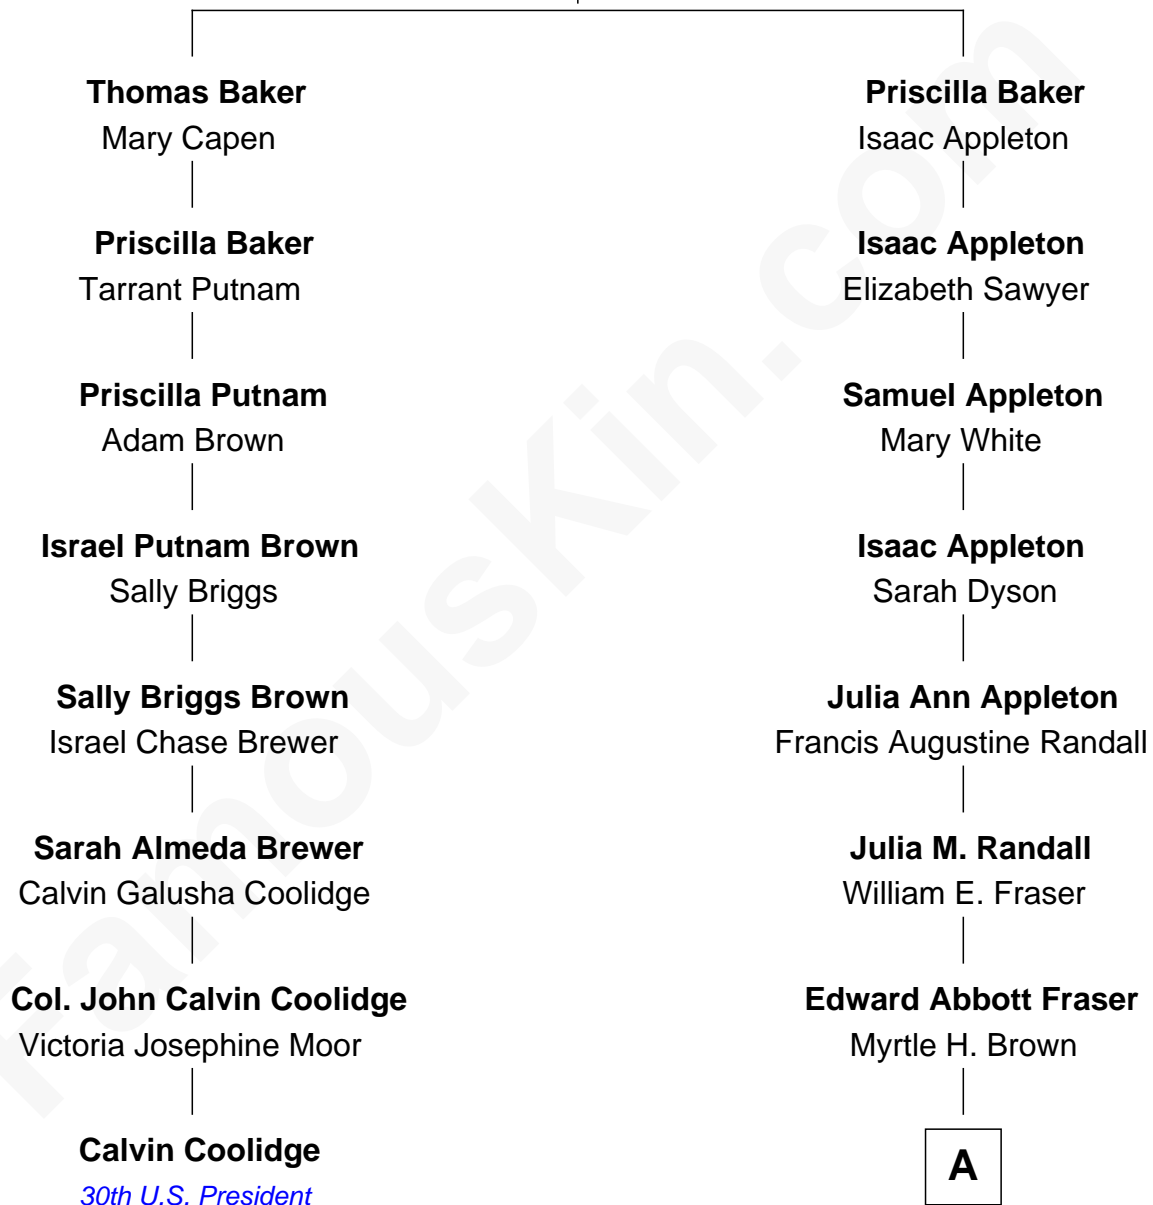 Thomas Baker
Mary Capen
Priscilla Baker
Tarrant Putnam
Priscilla Putnam
Adam Brown
Israel Putnam Brown
Sally Briggs
Sally Briggs Brown
Israel Chase Brewer
Sarah Almeda Brewer
Calvin Galusha Coolidge
Col. John Calvin Coolidge
Victoria Josephine Moor
Calvin Coolidge
30th U.S. President
Priscilla Baker
Isaac Appleton
Isaac Appleton
Elizabeth Sawyer
Samuel Appleton
Mary White
Isaac Appleton
Sarah Dyson
Julia Ann Appleton
Francis Augustine Randall
Julia M. Randall
William E. Fraser
Edward Abbott Fraser
Myrtle H. Brown
A
FamousKin.com